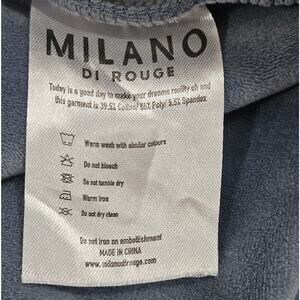 MILANO
DI ROUGE
Today is a good day to make your dreams reality oh and
this garment is 39.5% Cotton/ 55% Poly/ 5.5% Spandex
Warm wash with similar colours
Do not bleach
Do not tumble dry
Warm iron
Do not dry clean
Do not iron on embellishment
MADE IN CHINA
www.milanodirouge.com